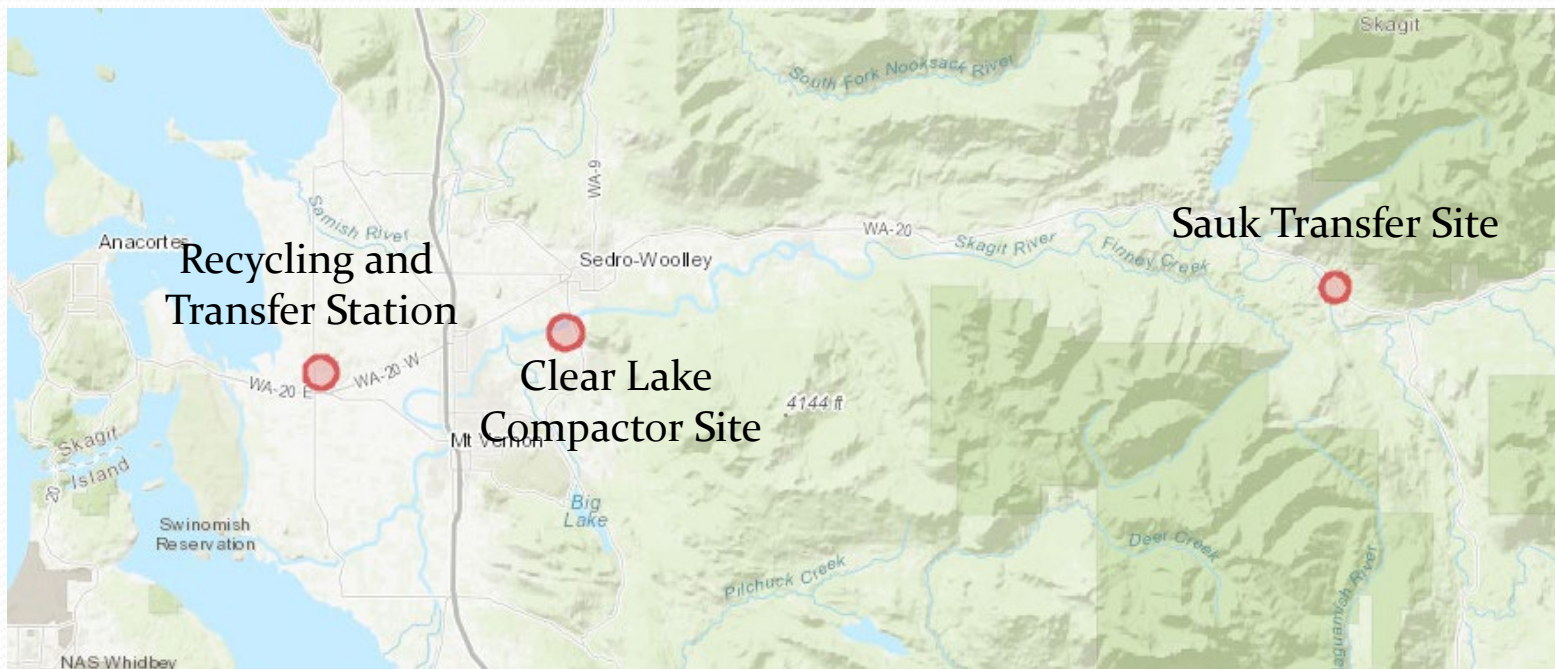 Skagit
South Fork Nooksack River
WA-9
Samish River
WA-20
Skagit River
Finney Creek
Sauk Transfer Site
Anacortes
Recycling and
Transfer Station
Sedro-Woolley
WA-20 E
WA-20-W
Clear Lake
Compactor Site
4144 ft
Mt Vernon
Skagit
Island
20
Big
Lake
Swinomish
Reservation
Deer Creek
Pilchuck Creek
NAS Whidbey